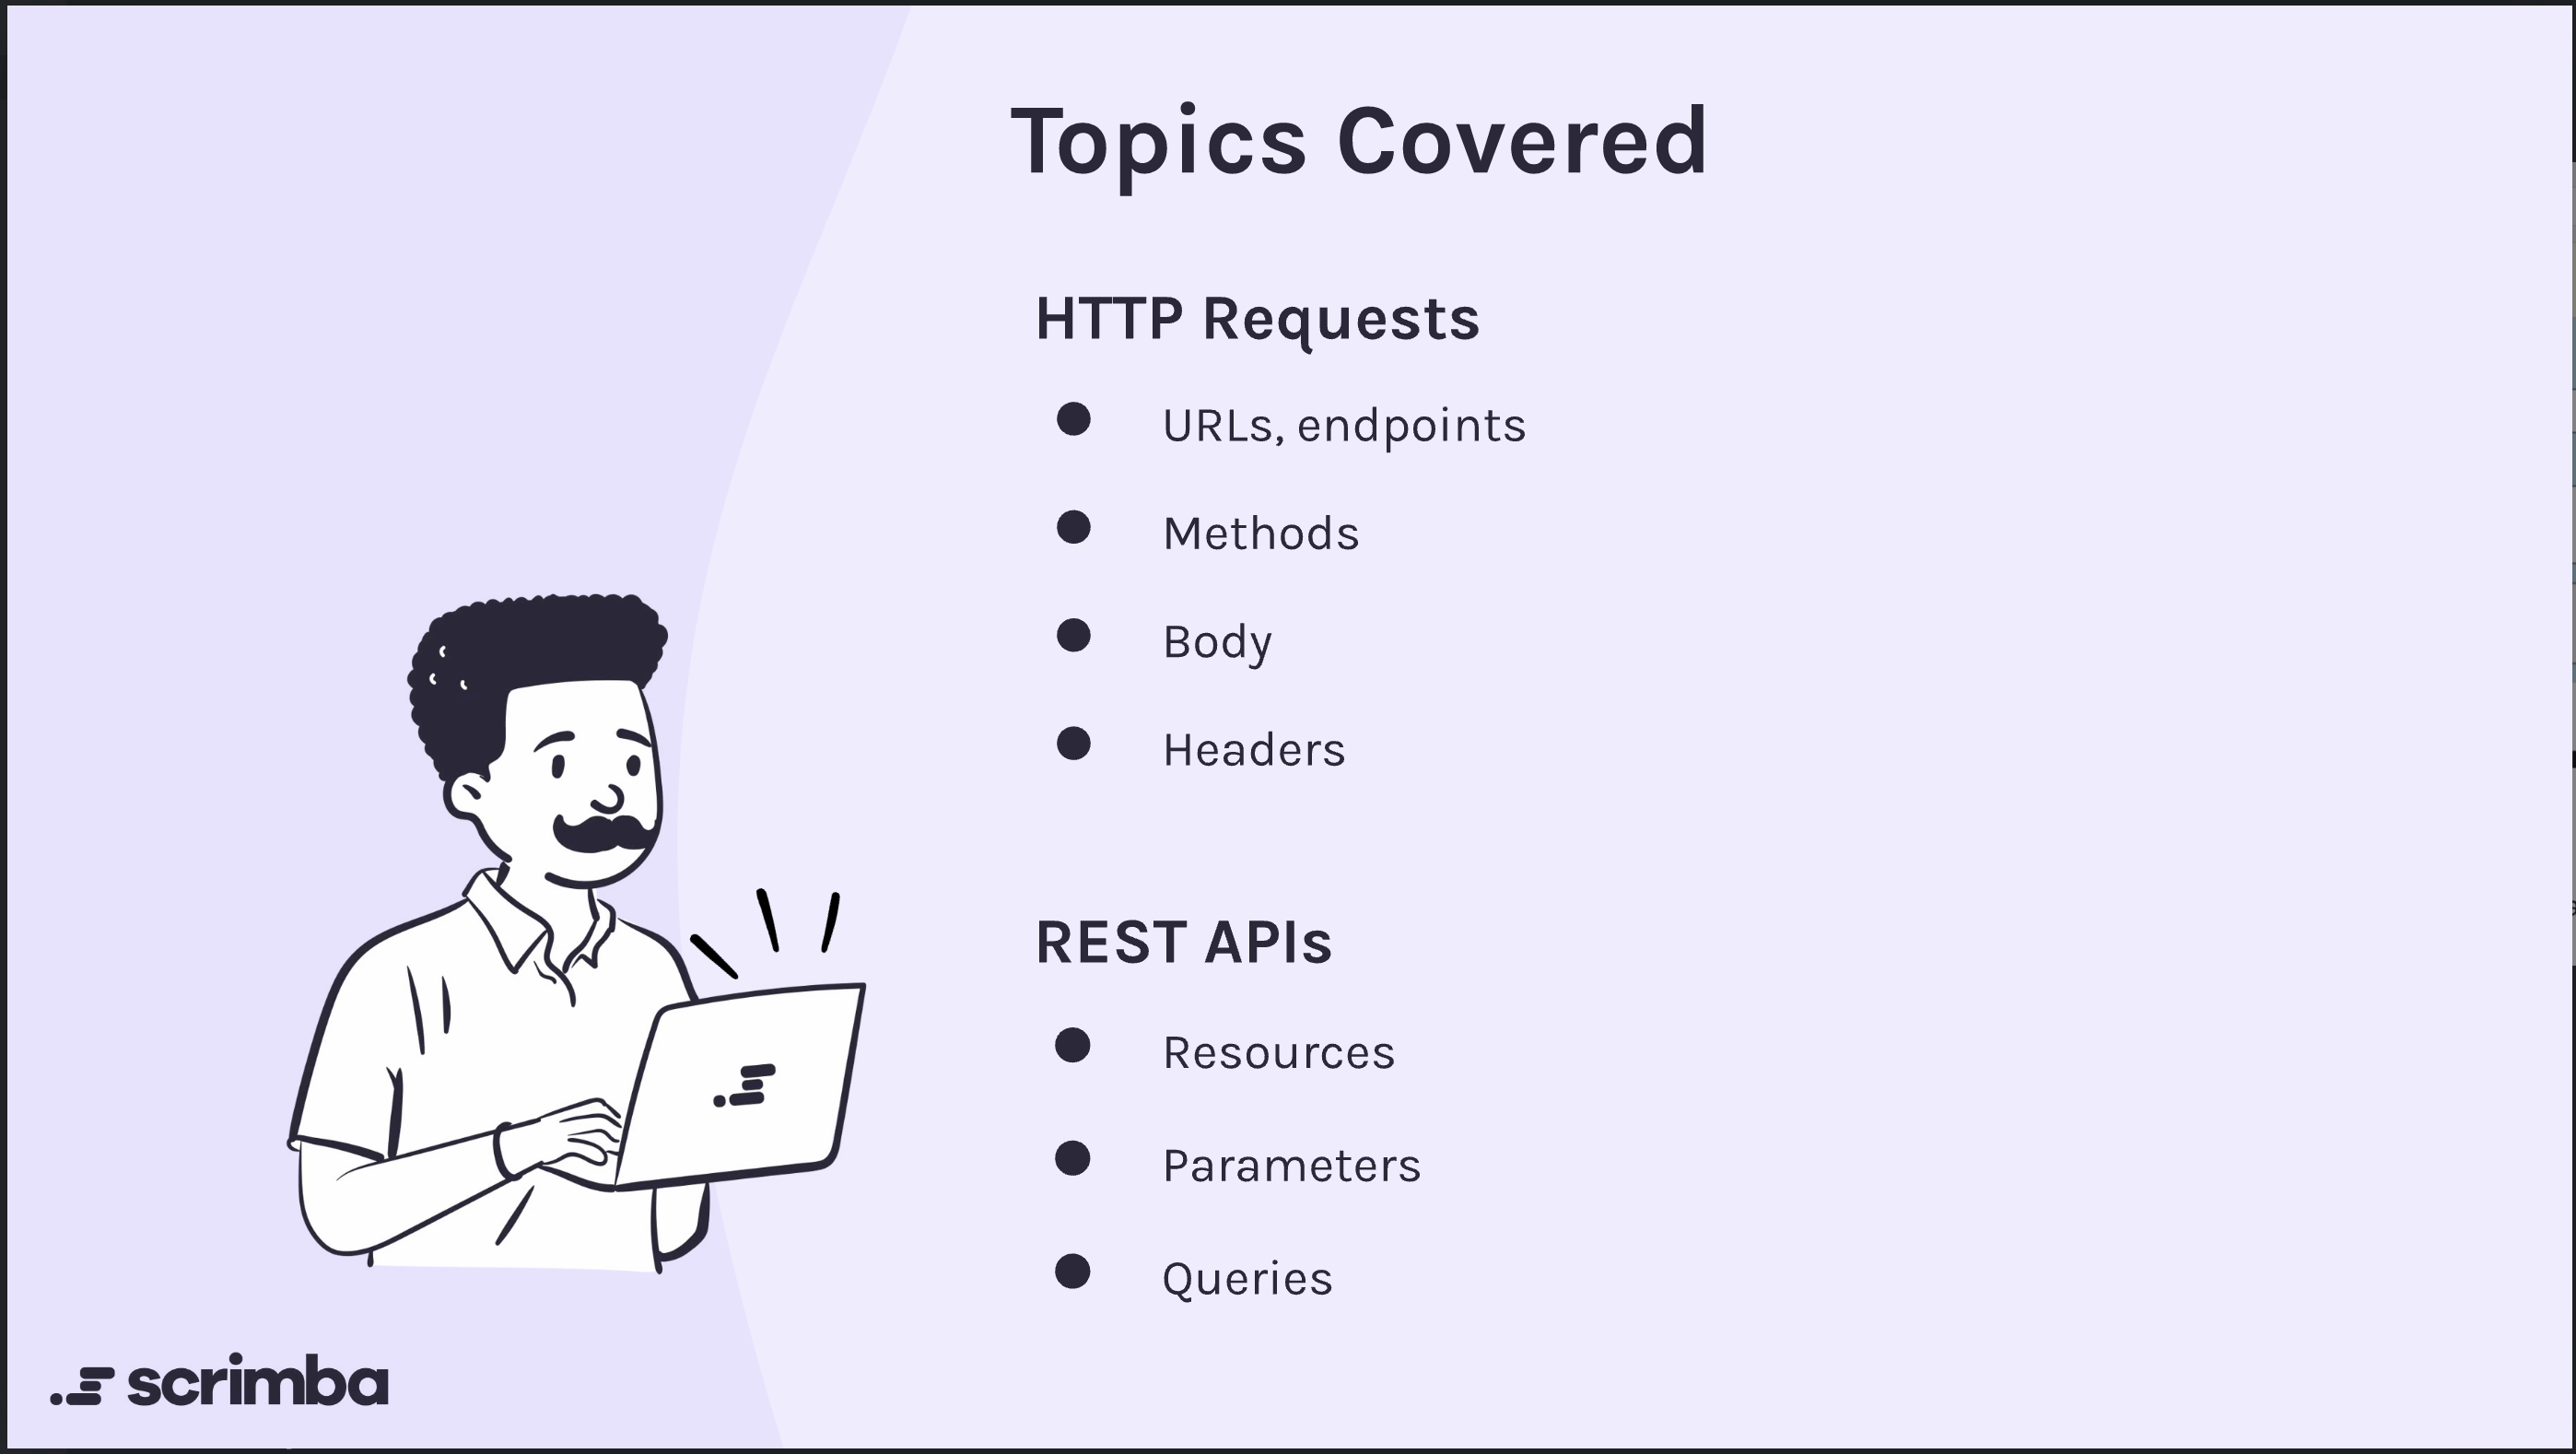 Topics Covered
HTTP Requests
URLs, endpoints
Methods
Body
Headers
REST APIs
Resources
Parameters
Queries
scrimba